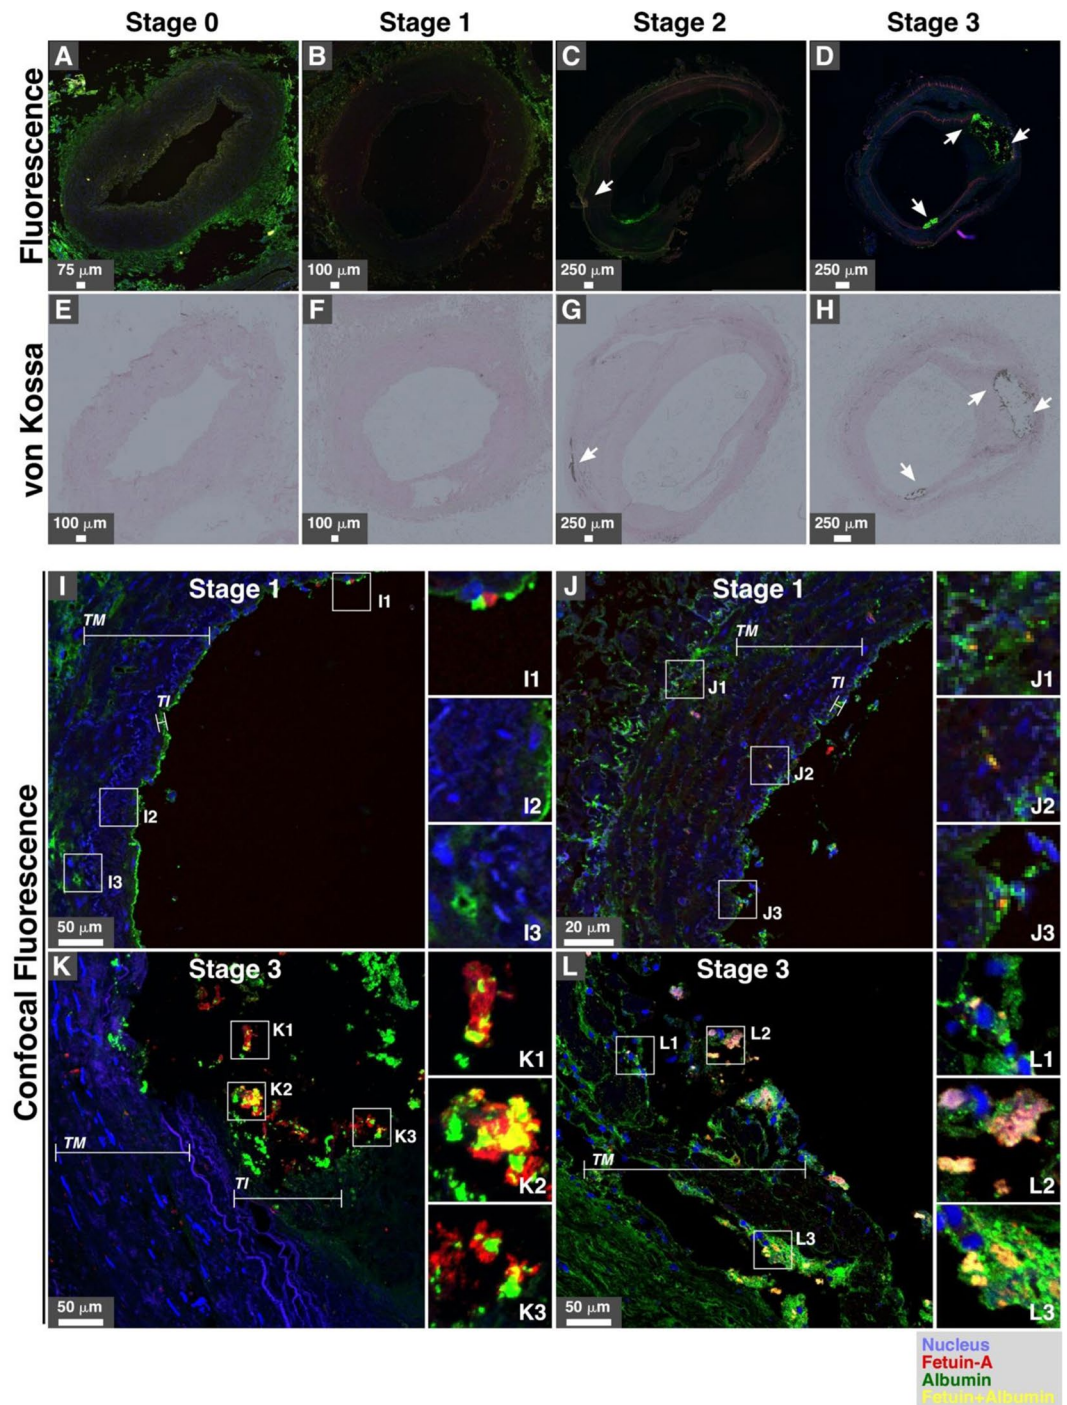 Stage 0 Stage 1 Stage 2 Stage 3
Fluorescence
A B C D
75 μm 100 μm 250 μm 250 μm
von Kossa
E F G H
100 μm 100 μm 250 μm 250 μm
Confocal Fluorescence
I Stage 1 I1
TM
TI
I2
I3
50 μm
I1
I2
I3
J Stage 1
TM
J1
TI
J2
J3
20 μm
J1
J2
J3
K Stage 3
K1
K2
K3
TM
TI
50 μm
K1
K2
K3
L Stage 3
L1 L2
TM
L3
50 μm
L1
L2
L3
Nucleus
Fetuin-A
Albumin
Fetuin+Albumin